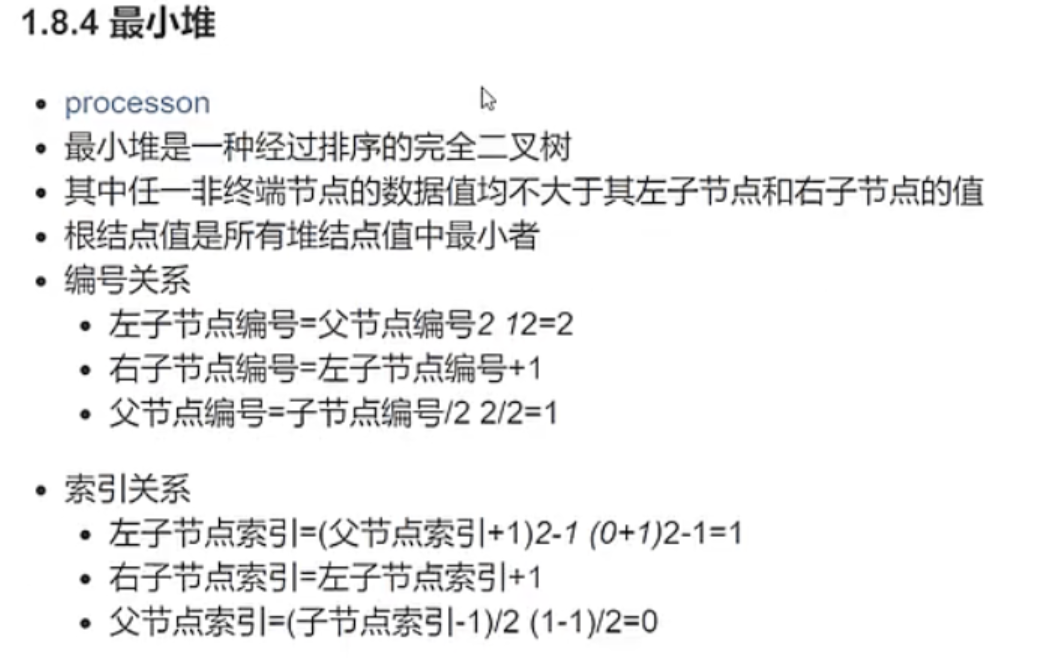 1.8.4 最小堆
processon
最小堆是一种经过排序的完全二叉树
其中任一非终端节点的数据值均不大于其左子节点和右子节点的值
根结点值是所有堆结点值中最小者
编号关系
左子节点编号=父节点编号2 12=2
右子节点编号=左子节点编号+1
父节点编号=子节点编号/2 2/2=1
索引关系
左子节点索引=(父节点索引+1)2-1 (0+1)2-1=1
右子节点索引=左子节点索引+1
父节点索引=(子节点索引-1)/2 (1-1)/2=0